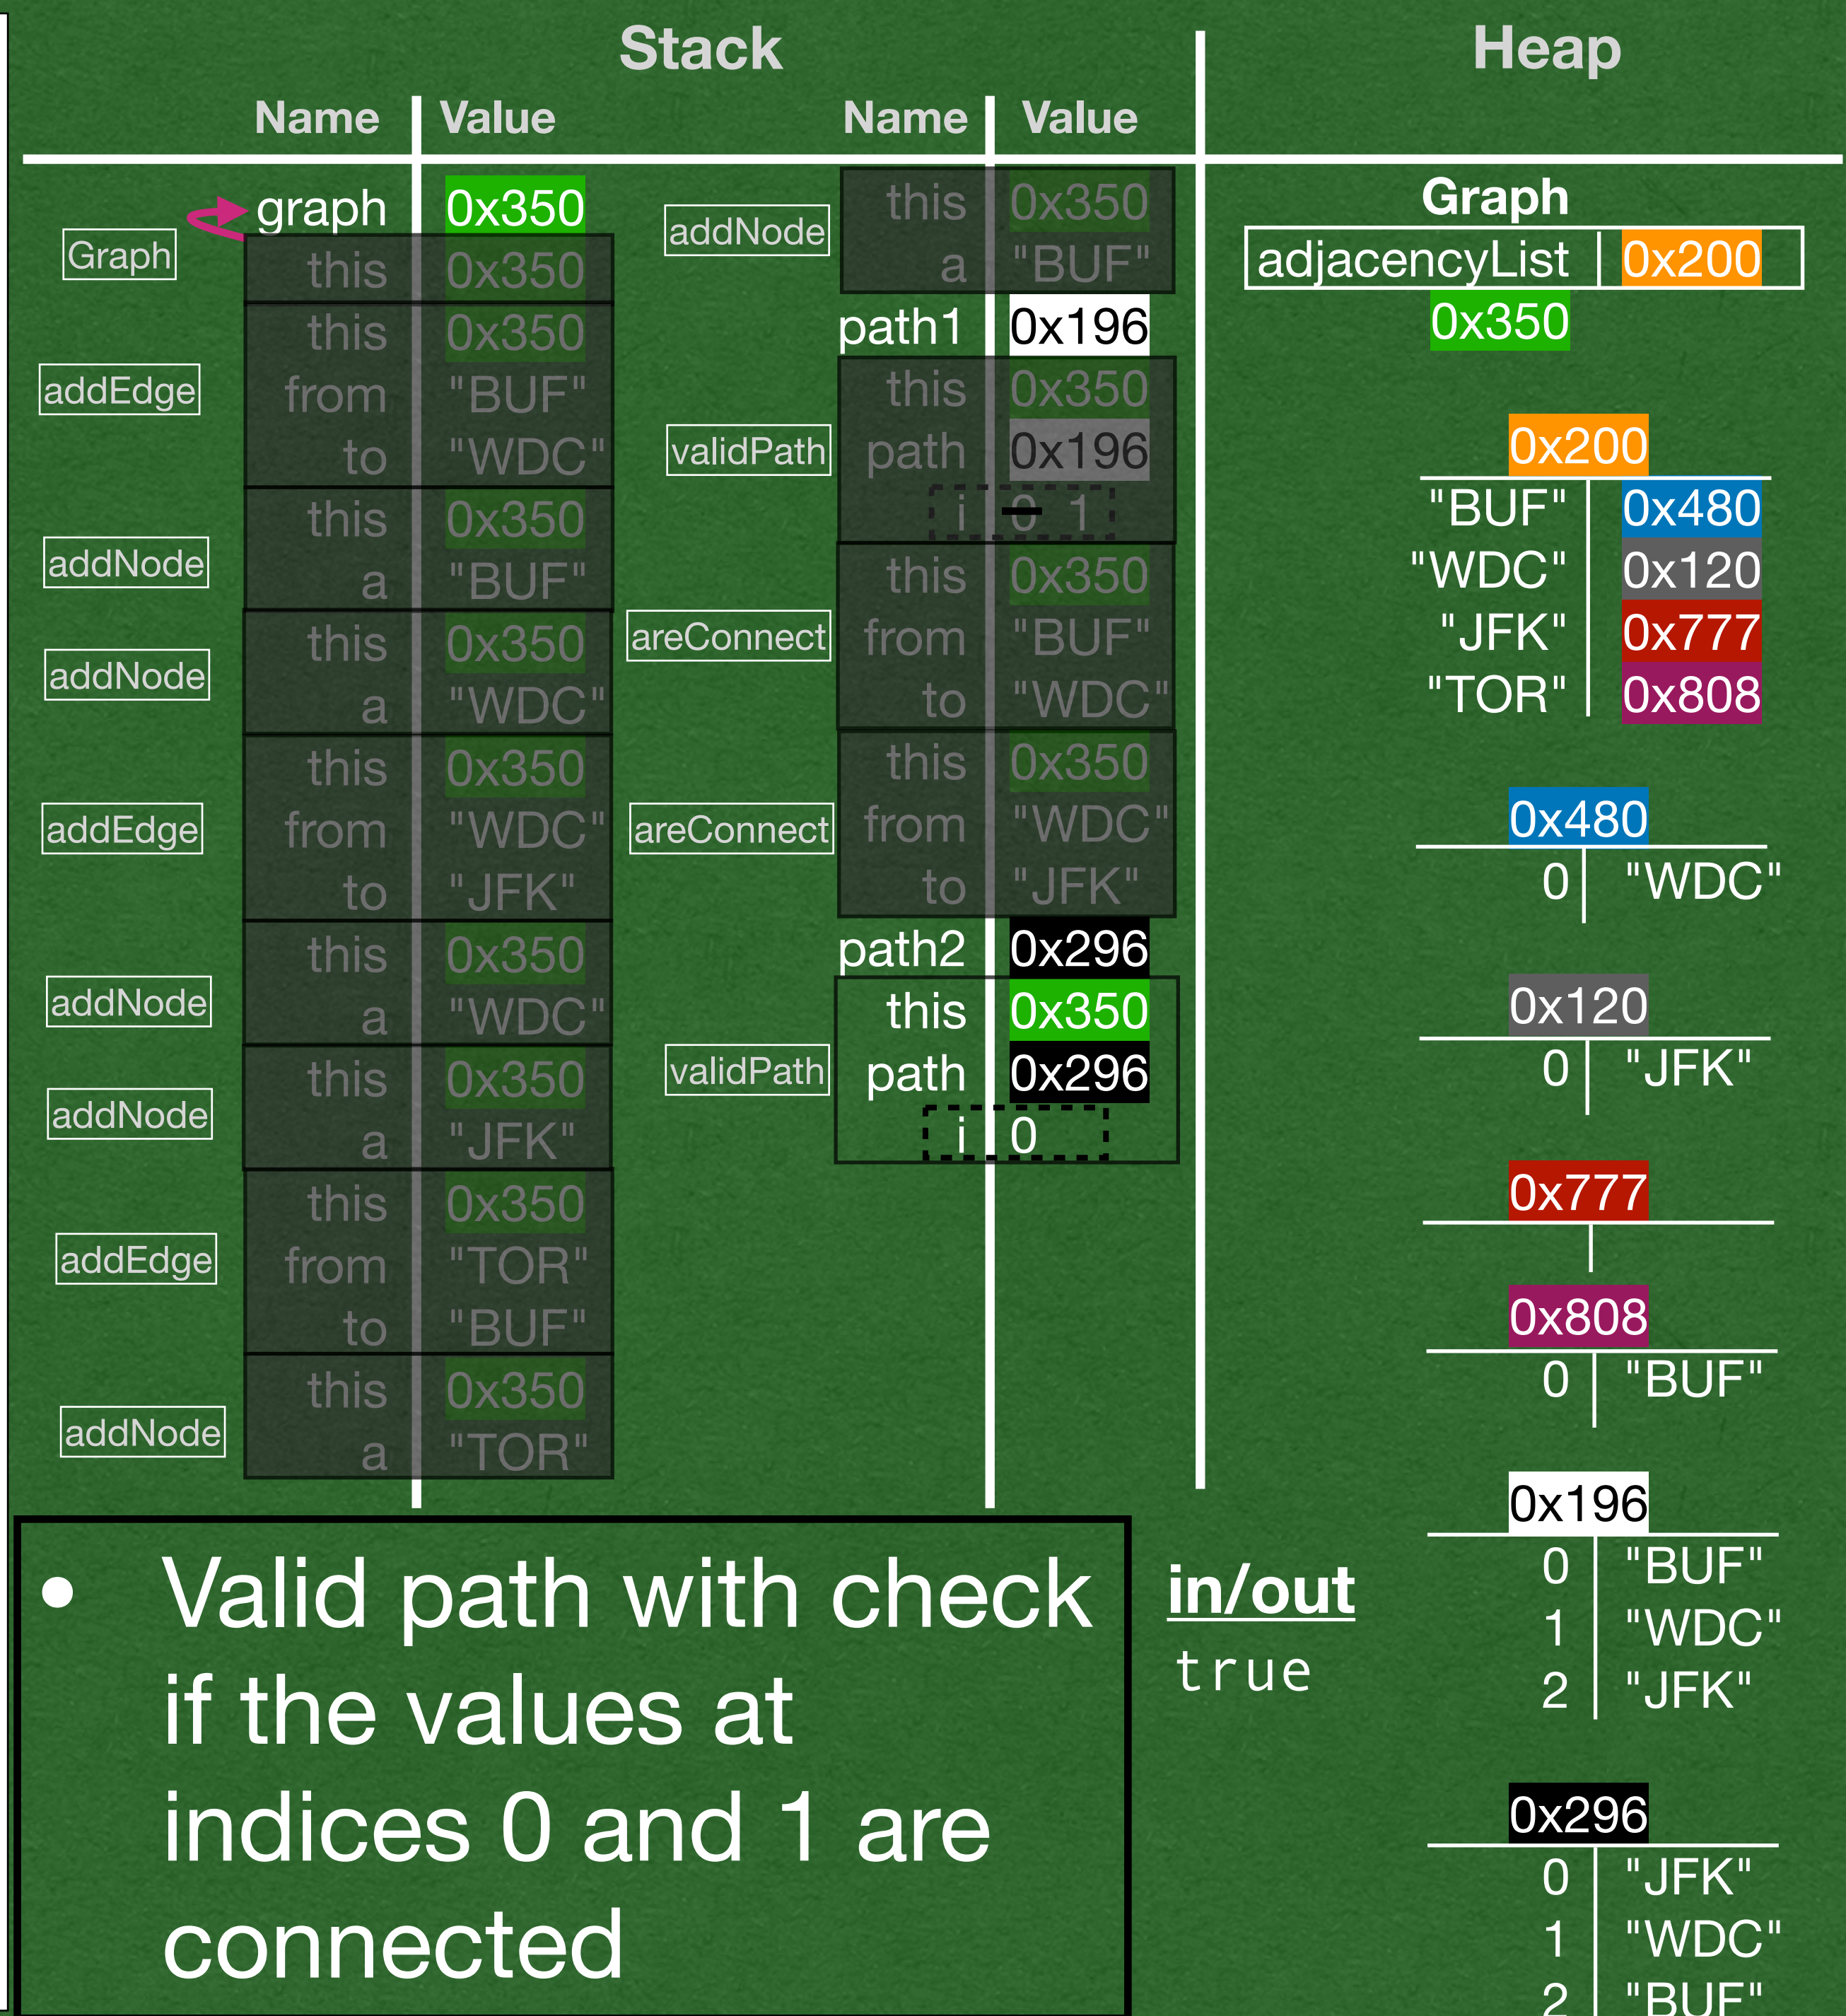 Stack
Heap
Name Value
Name Value
graph 0x350
Graph
this 0x350
addEdge
this 0x350
from "BUF"
to "WDC"
addNode
this 0x350
a "BUF"
addNode
this 0x350
a "WDC"
addEdge
this 0x350
from "WDC"
to "JFK"
addNode
this 0x350
a "WDC"
addNode
this 0x350
a "JFK"
addEdge
this 0x350
from "TOR"
to "BUF"
addNode
this 0x350
a "TOR"
addNode
this 0x350
a "BUF"
path1 0x196
validPath
this 0x350
path 0x196
i 0 1
areConnect
this 0x350
from "BUF"
to "WDC"
areConnect
this 0x350
from "WDC"
to "JFK"
path2 0x296
validPath
this 0x350
path 0x296
i 0
Graph
adjacencyList 0x200
0x350
0x200
"BUF" 0x480
"WDC" 0x120
"JFK" 0x777
"TOR" 0x808
0x480
0 "WDC"
0x120
0 "JFK"
0x777
0x808
0 "BUF"
0x196
0 "BUF"
1 "WDC"
2 "JFK"
0x296
0 "JFK"
1 "WDC"
2 "BUF"
• Valid path with check
if the values at
indices 0 and 1 are
connected
in/out
true